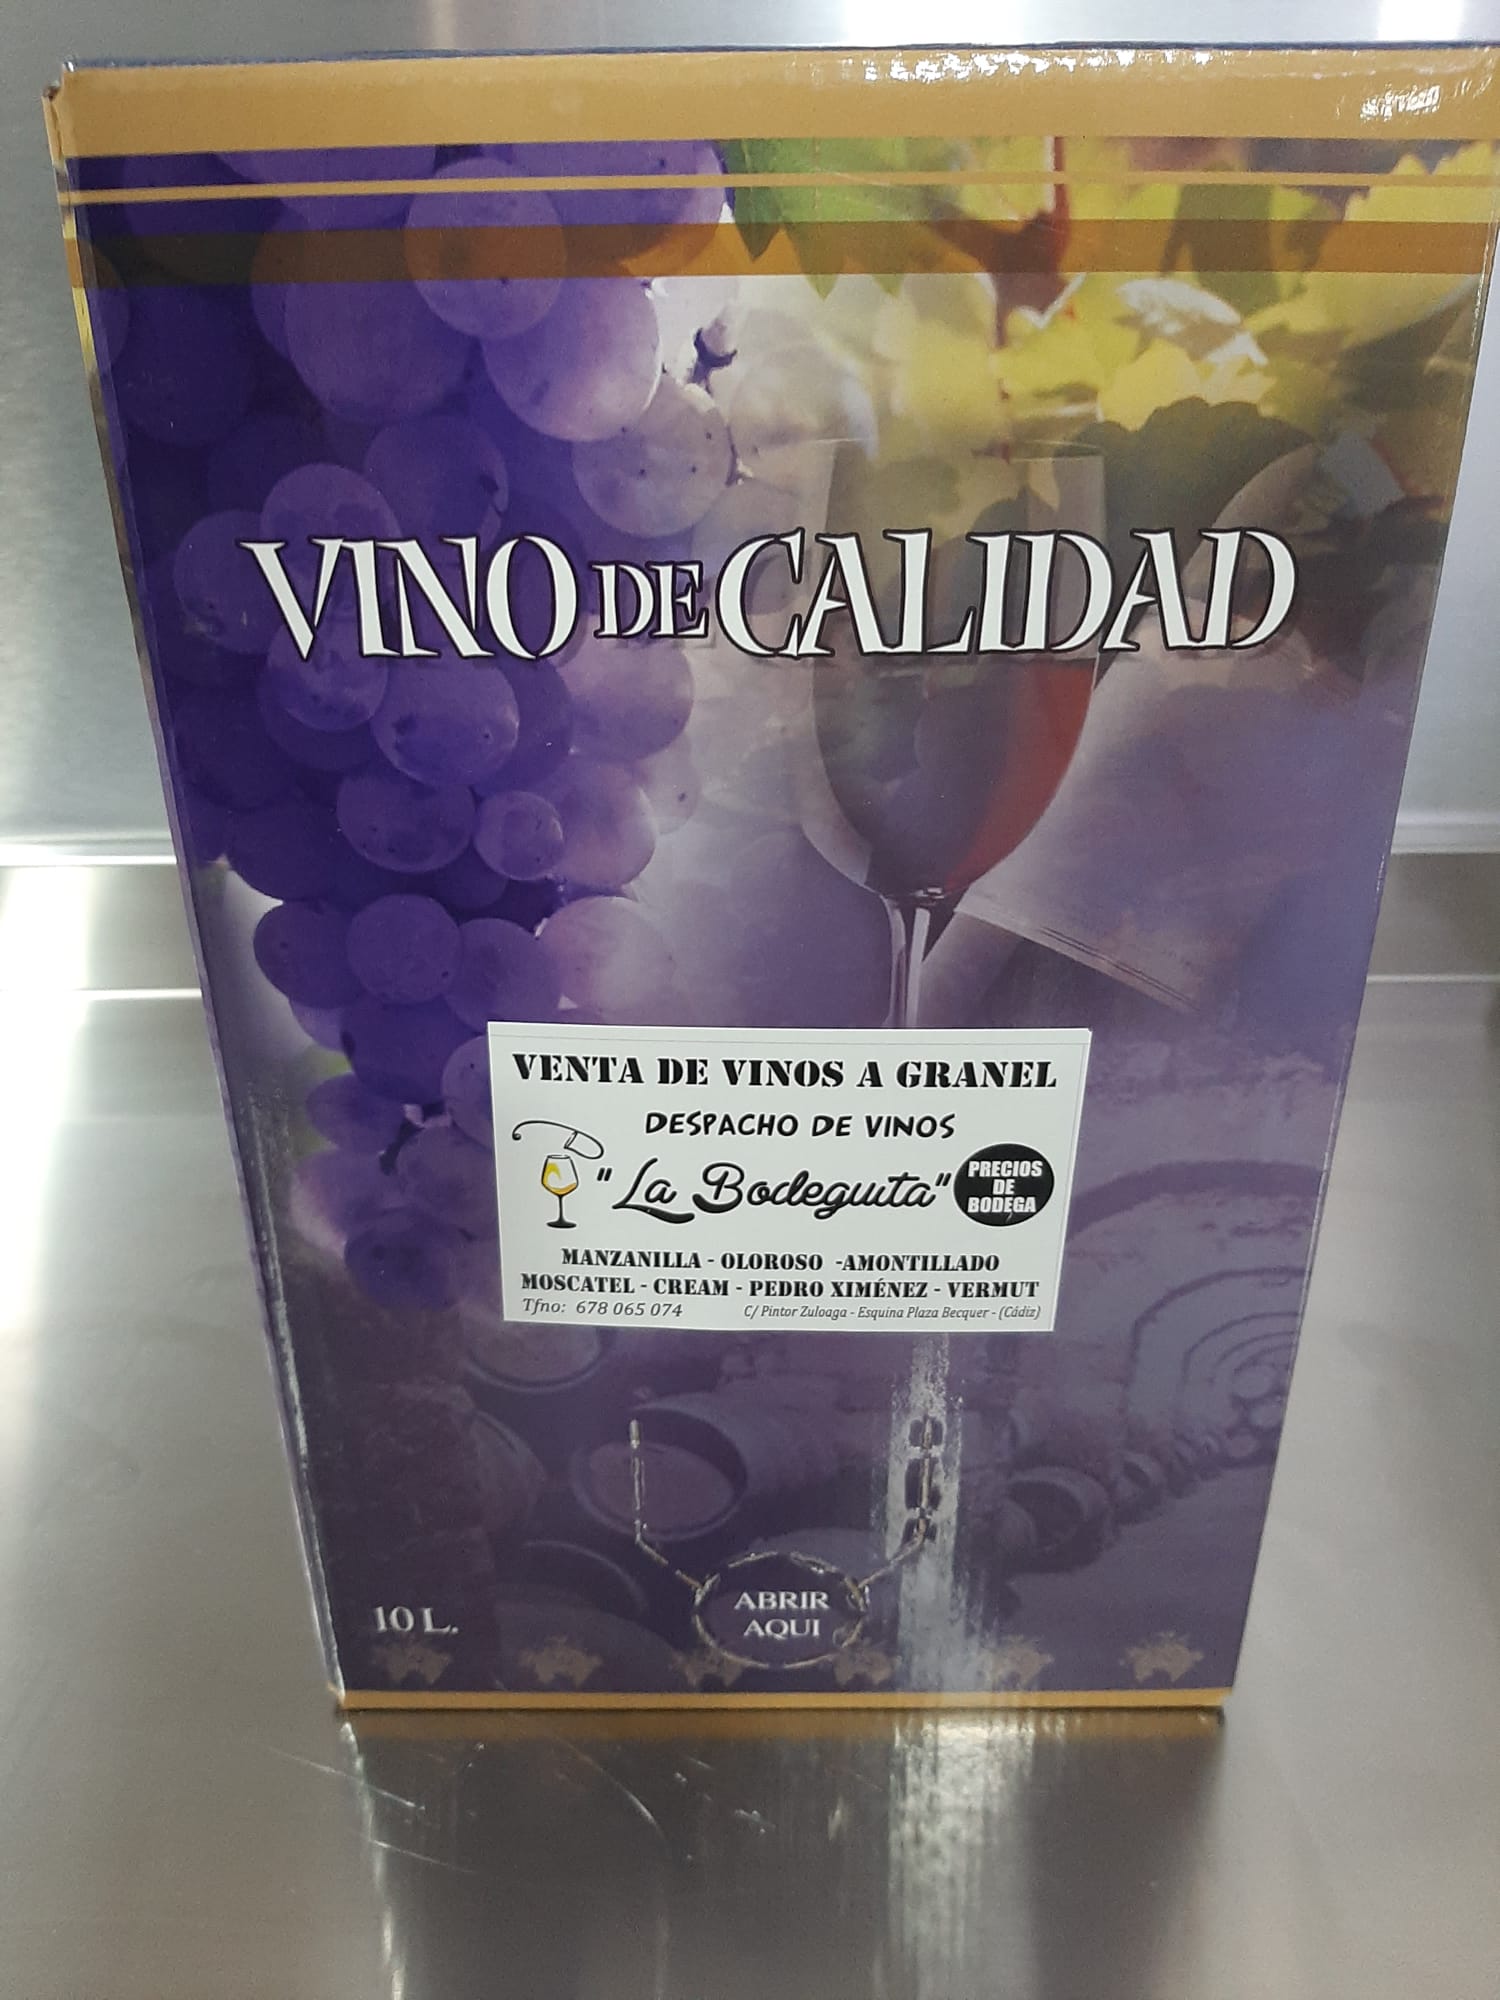 VINO DE CALIDAD
VENTA DE VINOS A GRANEL
DESPACHO DE VINOS
"La Bodeguita"
PRECIOS
DE
BODEGA
MANZANILLA - OLOROSO -AMONTILLADO
MOSCATEL - CREAM - PEDRO XIMÉNEZ - VERMUT
Tfno: 678 065 074 C/ Pintor Zuloaga - Esquina Plaza Becquer - (Cádiz)
10 L.
ABRIR
AQUI